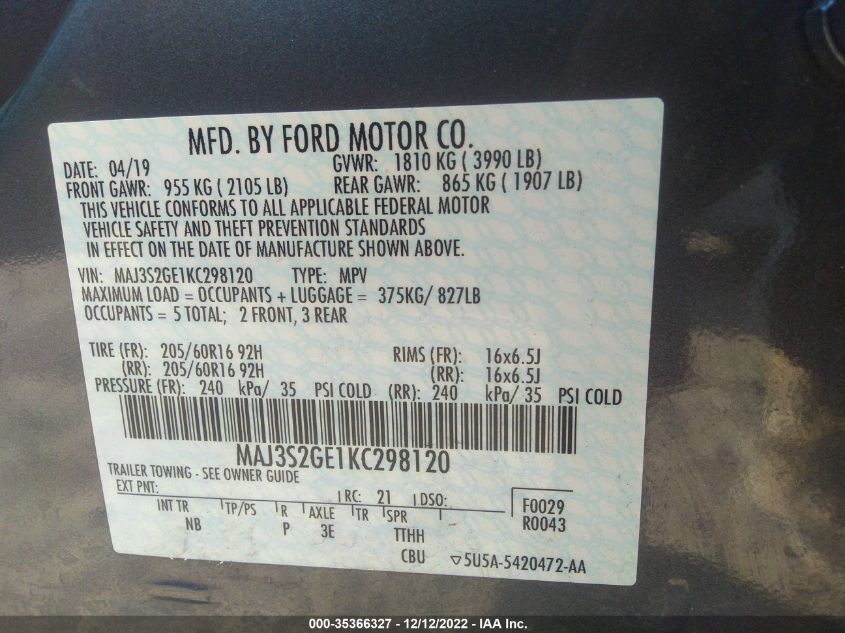 MFD. BY FORD MOTOR CO.
DATE: 04/19 GVWR: 1810 KG ( 3990 LB)
FRONT GAWR: 955 KG ( 2105 LB) REAR GAWR: 865 KG ( 1907 LB)
THIS VEHICLE CONFORMS TO ALL APPLICABLE FEDERAL MOTOR
VEHICLE SAFETY AND THEFT PREVENTION STANDARDS
IN EFFECT ON THE DATE OF MANUFACTURE SHOWN ABOVE.
VIN: MAJ3S2GE1KC298120 TYPE: MPV
MAXIMUM LOAD = OCCUPANTS + LUGGAGE = 375KG/ 827LB
OCCUPANTS = 5 TOTAL; 2 FRONT, 3 REAR
TIRE (FR): 205/60R16 92H RIMS (FR): 16x6.5J
(RR): 205/60R16 92H (RR): 16x6.5J
PRESSURE (FR): 240 kPa/ 35 PSI COLD (RR): 240 kPa/ 35 PSI COLD
MAJ3S2GE1KC298120
TRAILER TOWING - SEE OWNER GUIDE
EXT PNT: RC: 21 DSO: F0029
INT TR TP/PS R AXLE TR SPR R0043
NB P 3E TTHH
CBU 5U5A-5420472-AA
000-35366327 - 12/12/2022 - IAA Inc.